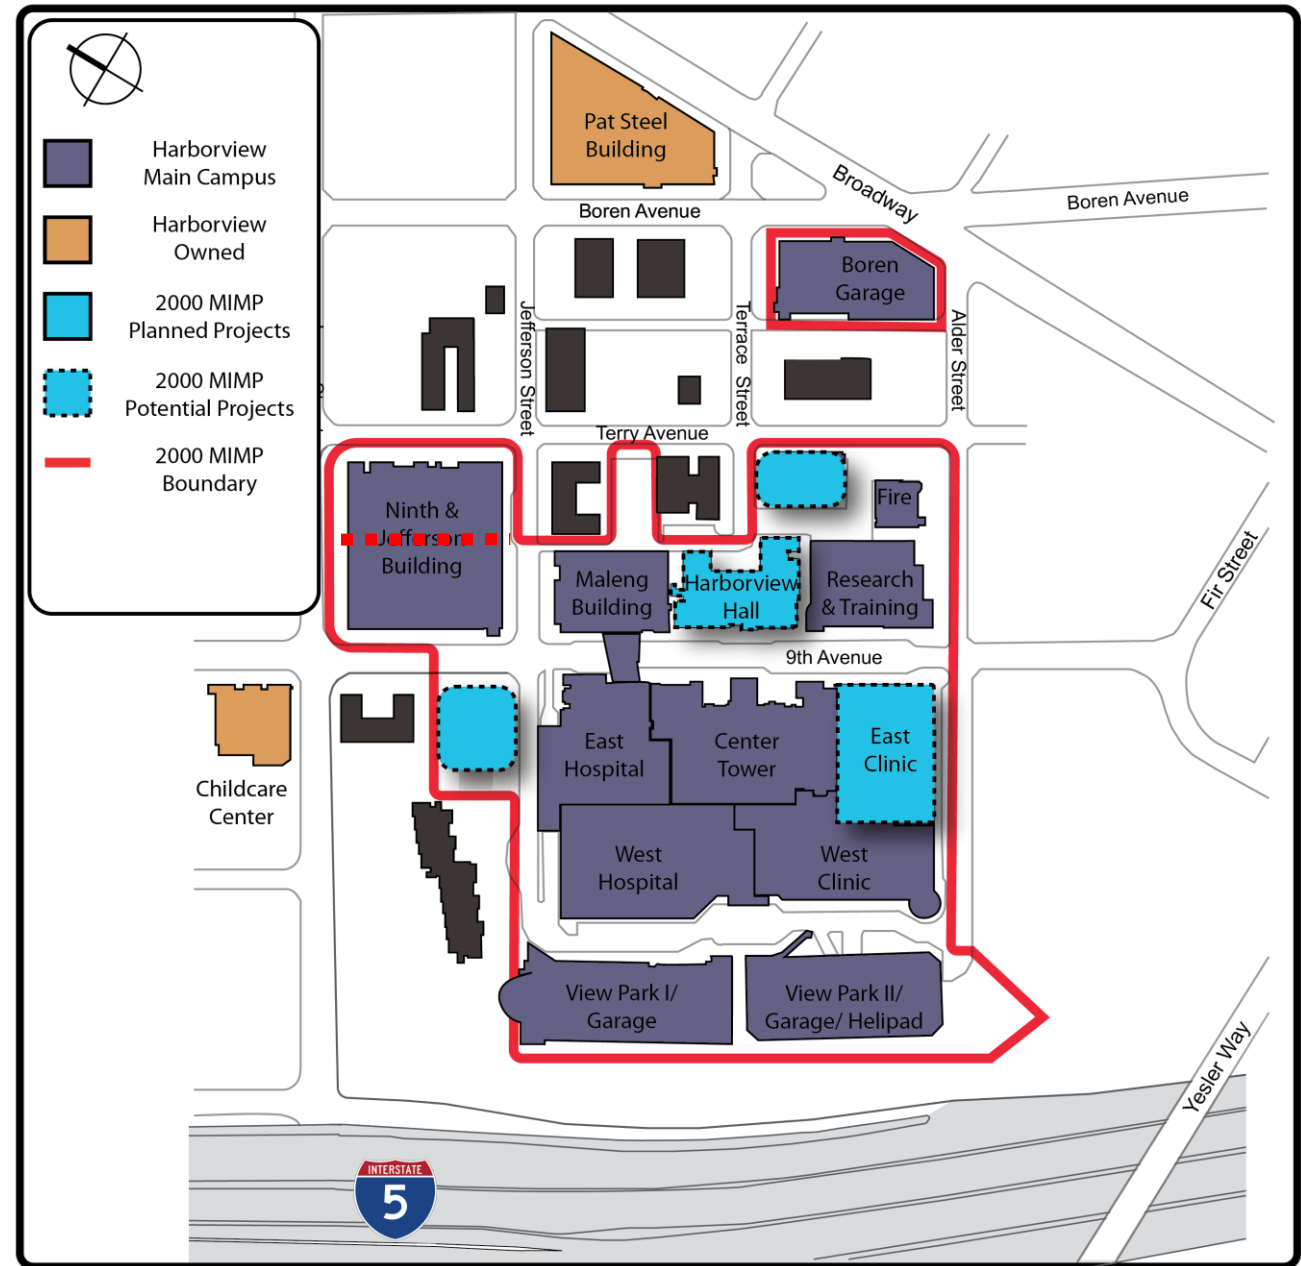 Harborview
Main Campus
Harborview
Owned
2000 MIMP
Planned Projects
2000 MIMP
Potential Projects
2000 MIMP
Boundary
Pat Steel
Building
Broadway
Boren Avenue
Boren Avenue
Boren
Garage
Jefferson Street
Terrace Street
Alder Street
Terry Avenue
Ninth &
Jefferson
Building
Fire
Maleng
Building
Harborview
Hall
Research
& Training
Fir Street
9th Avenue
East
Hospital
Center
Tower
East
Clinic
Childcare
Center
West
Hospital
West
Clinic
View Park I/
Garage
View Park II/
Garage/ Helipad
Yesler Way
INTERSTATE
5